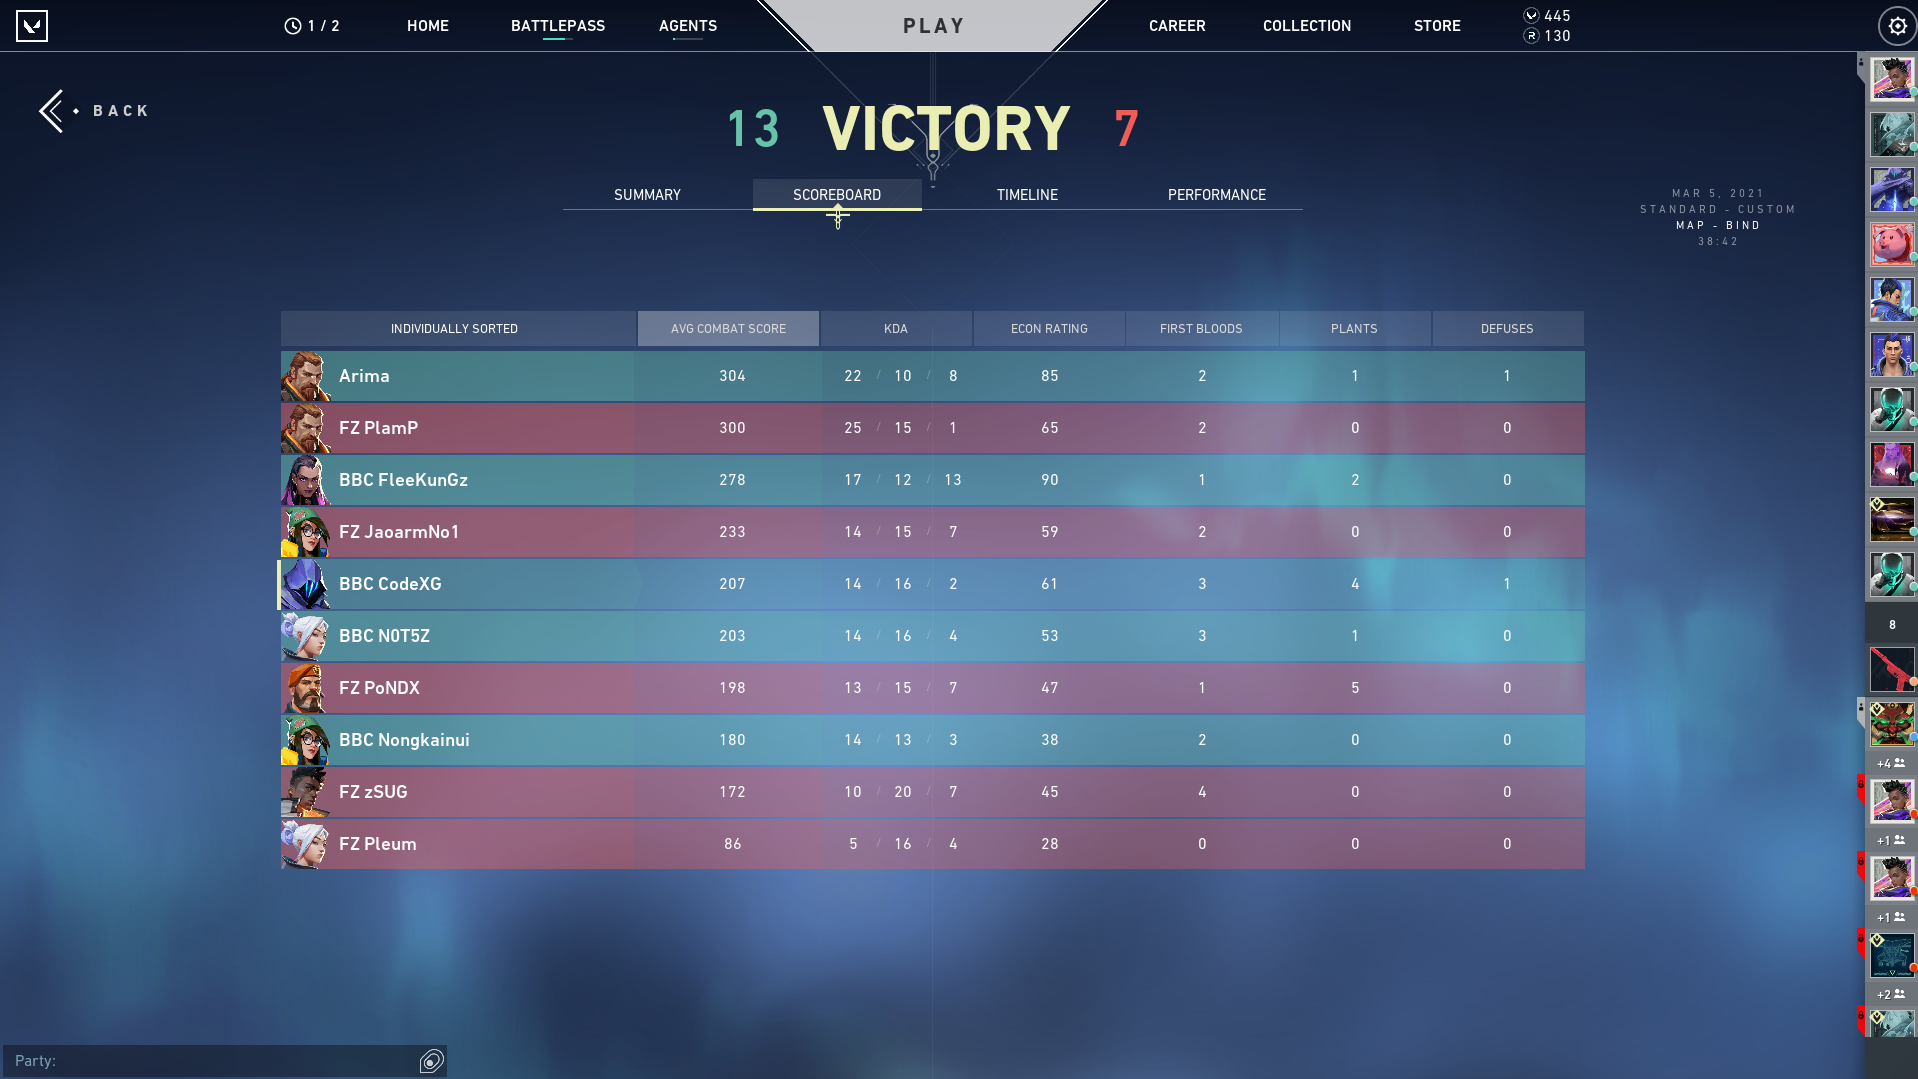 1 / 2
HOME
BATTLEPASS
AGENTS
PLAY
CAREER
COLLECTION
STORE
445
R 130
BACK
13 VICTORY 7
SUMMARY
SCOREBOARD
TIMELINE
PERFORMANCE
MAR 5, 2021
STANDARD - CUSTOM
MAP - BIND
38:42
INDIVIDUALLY SORTED AVG COMBAT SCORE KDA ECON RATING FIRST BLOODS PLANTS DEFUSES
Arima 304 22 / 10 / 8 85 2 1 1
FZ PlamP 300 25 / 15 / 1 65 2 0 0
BBC FleeKunGz 278 17 / 12 / 13 90 1 2 0
FZ JaoarmNo1 233 14 / 15 / 7 59 2 0 0
BBC CodeXG 207 14 / 16 / 2 61 3 4 1
BBC N0T5Z 203 14 / 16 / 4 53 3 1 0
FZ PoNDX 198 13 / 15 / 7 47 1 5 0
BBC Nongkainui 180 14 / 13 / 3 38 2 0 0
FZ zSUG 172 10 / 20 / 7 45 4 0 0
FZ Pleum 86 5 / 16 / 4 28 0 0 0
8
+4
+1
+1
+2
Party: